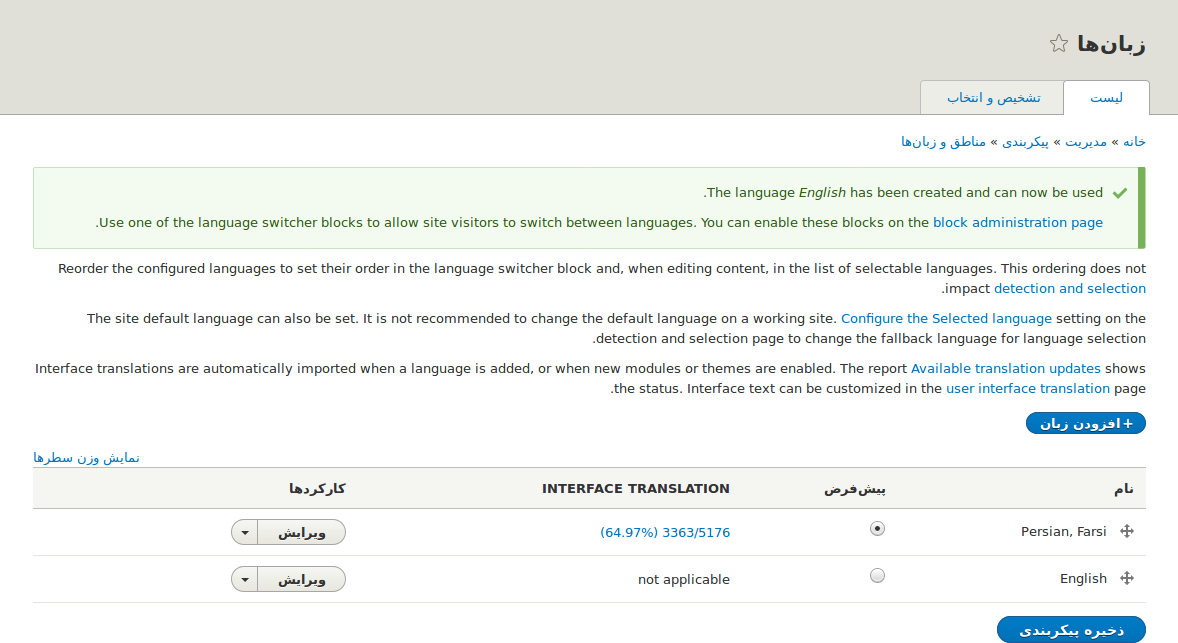 زبان‌ها
لیست
تشخیص و انتخاب
خانه » مدیریت » پیکربندی » مناطق و زبان‌ها
The language English has been created and can now be used.
Use one of the language switcher blocks to allow site visitors to switch between languages. You can enable these blocks on the block administration page.
Reorder the configured languages to set their order in the language switcher block and, when editing content, in the list of selectable languages. This ordering does not
impact detection and selection.
The site default language can also be set. It is not recommended to change the default language on a working site. Configure the Selected language setting on the
detection and selection page to change the fallback language for language selection.
Interface translations are automatically imported when a language is added, or when new modules or themes are enabled. The report Available translation updates shows
the status. Interface text can be customized in the user interface translation page.
+افزودن زبان
نمایش وزن سطرها
نام پیش‌فرض INTERFACE TRANSLATION کارکردها
Persian, Farsi 3363/5176 (64.97%) ویرایش
English not applicable ویرایش
ذخیره پیکربندی